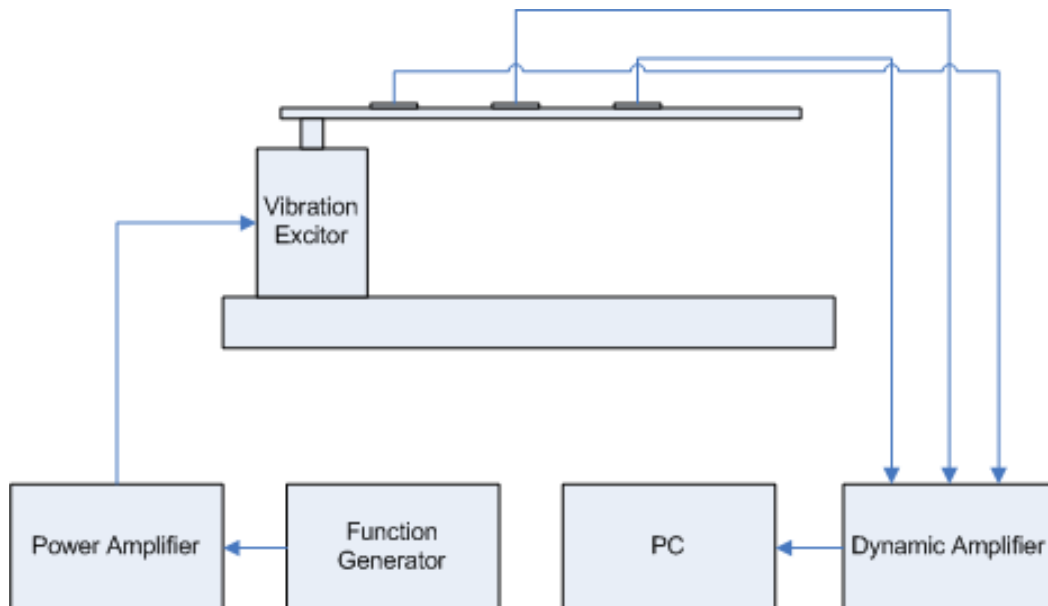 Vibration
Excitor
Power Amplifier
Function
Generator
PC
Dynamic Amplifier